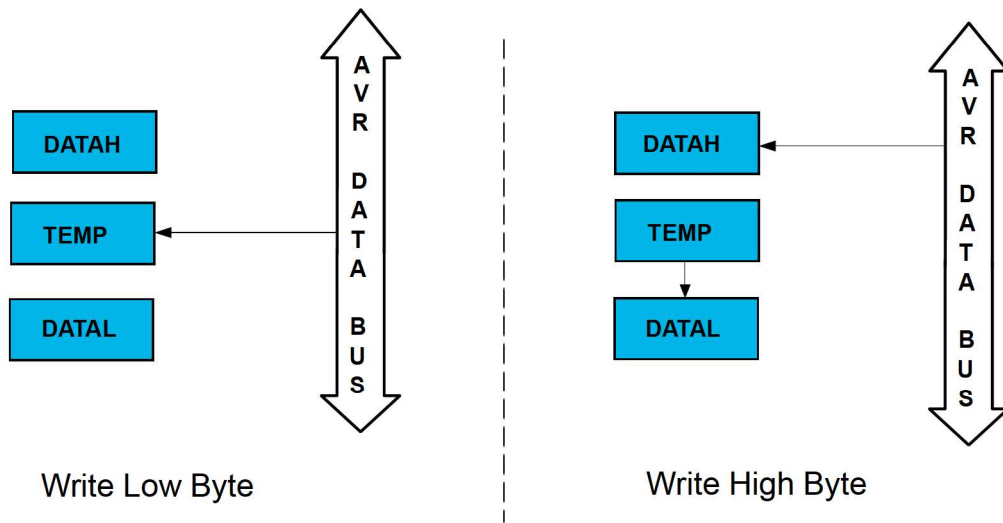 DATAH
TEMP
DATAL
AVR DATA BUS
Write Low Byte
DATAH
TEMP
DATAL
AVR DATA BUS
Write High Byte